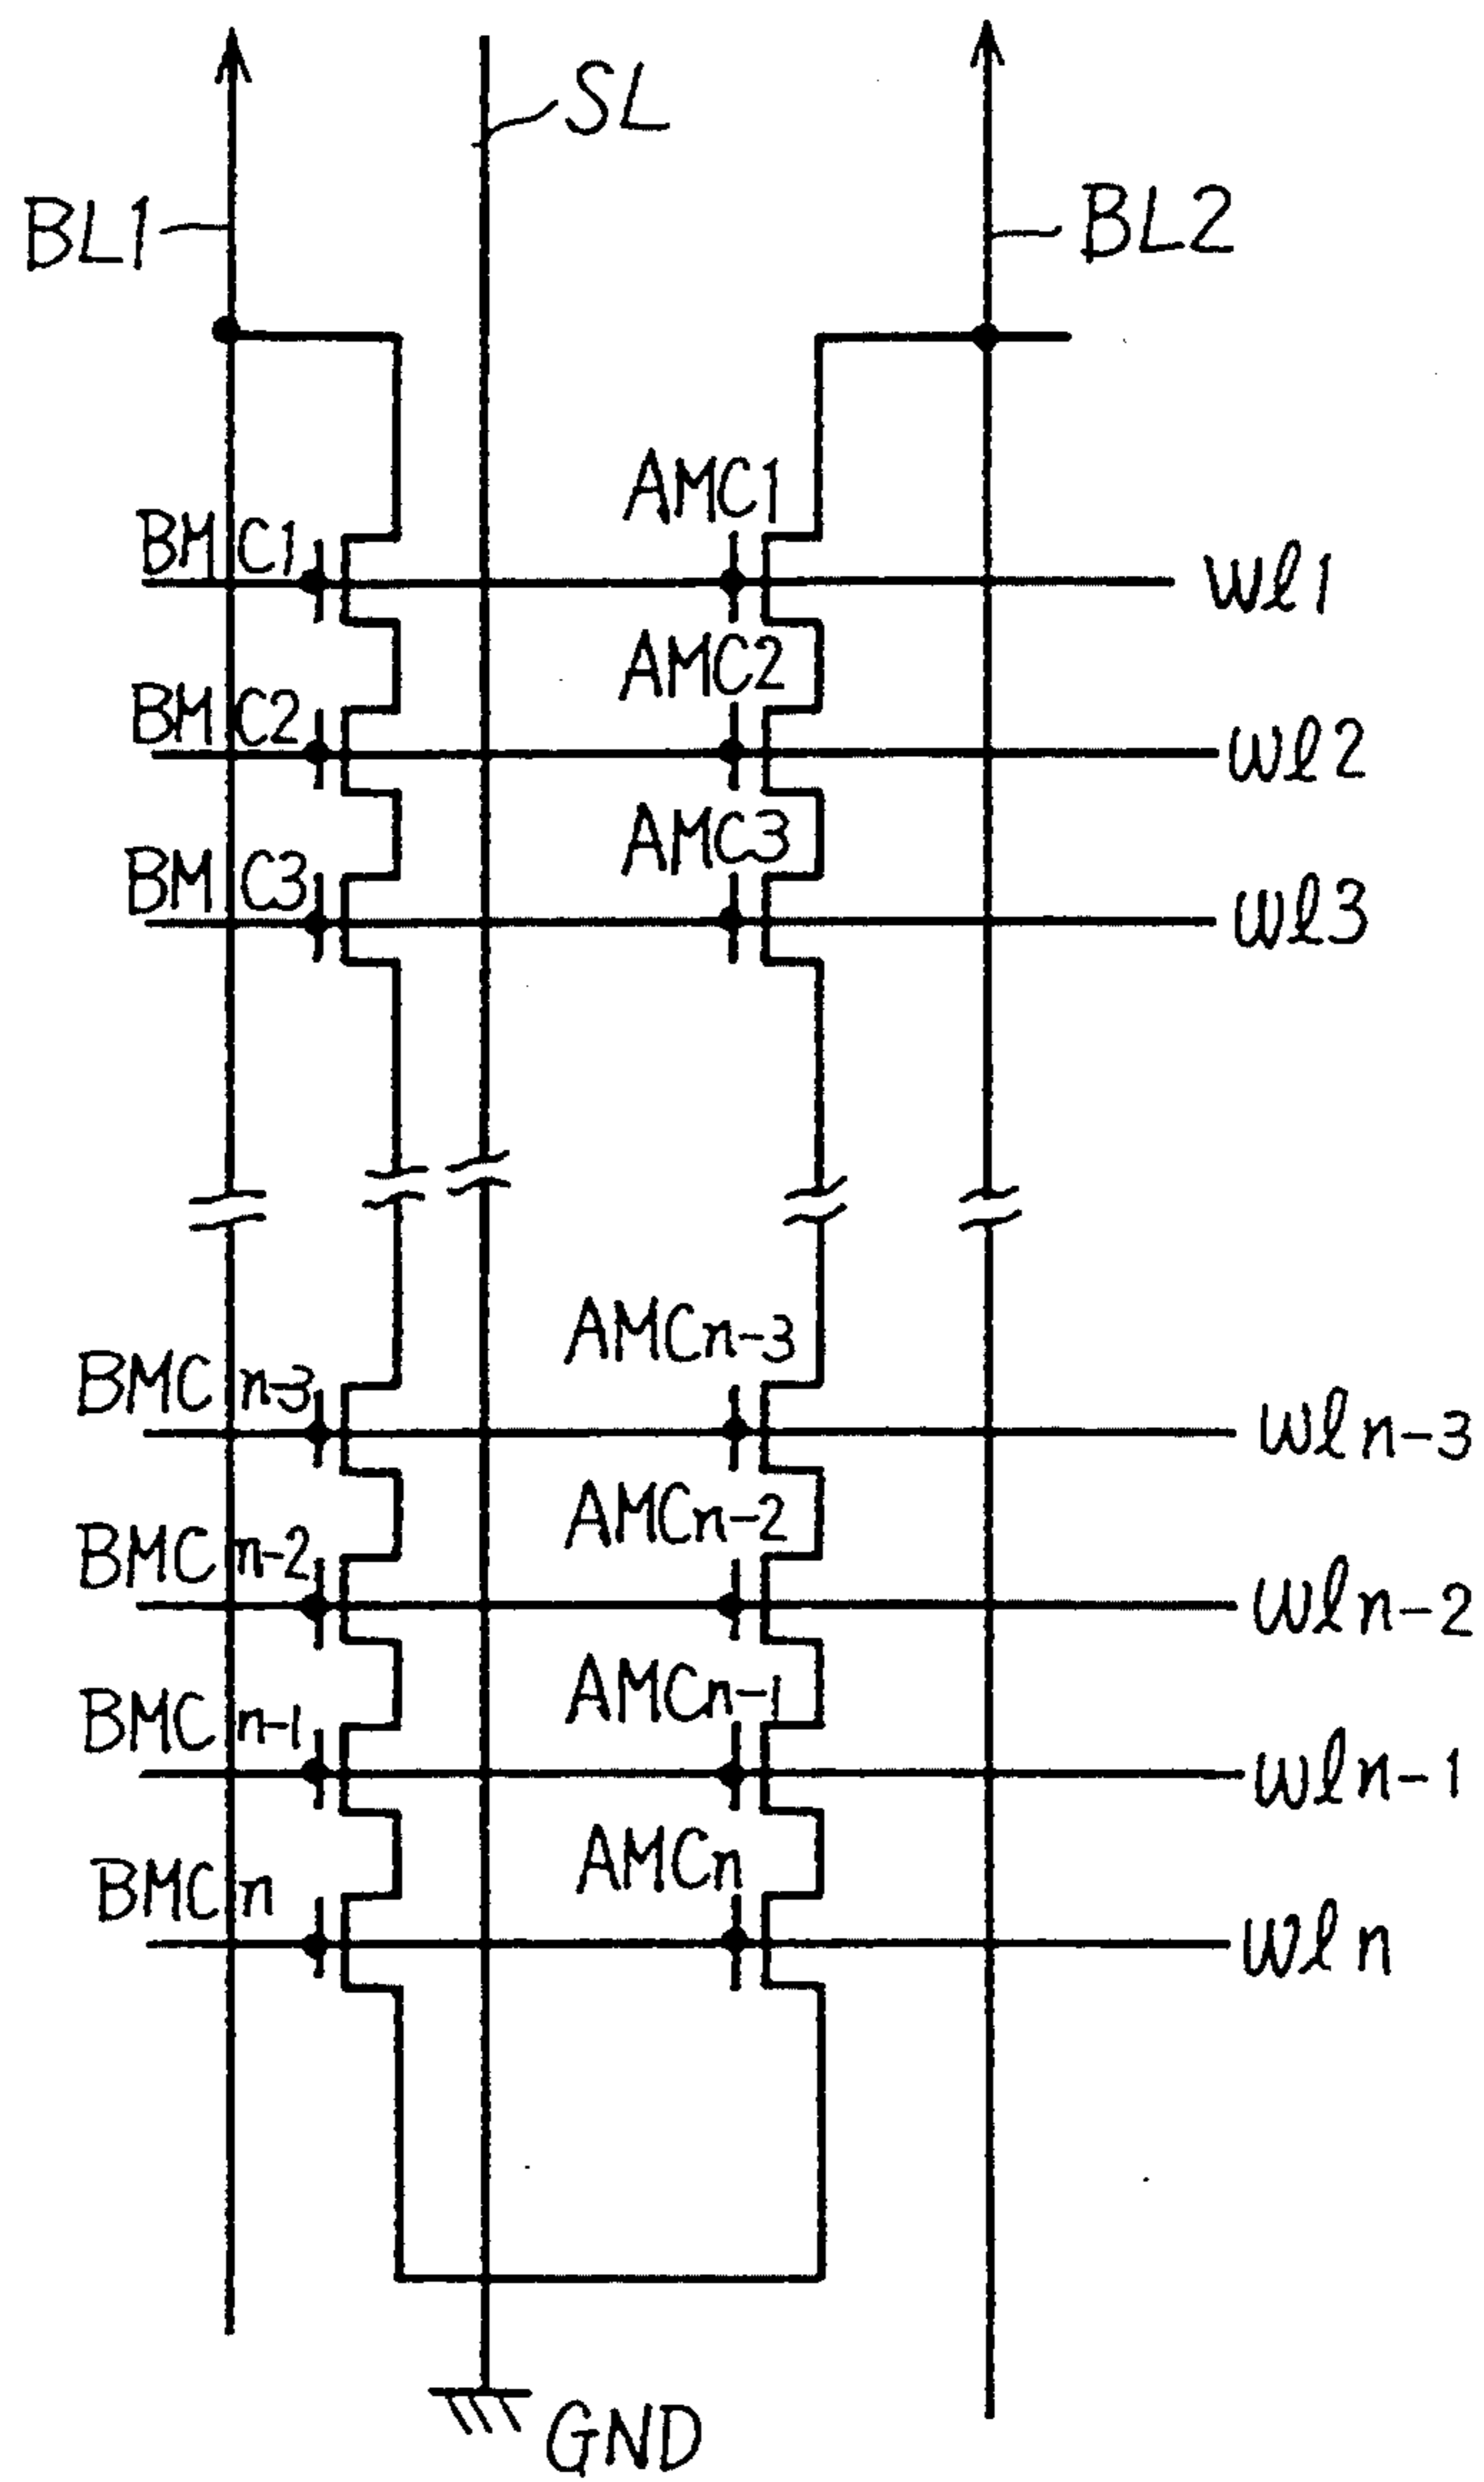 SL
BL1
BL2
AMC1
BMC1
Wl1
AMC2
BMC2
Wl2
AMC3
BMC3
Wl3
AMCn-3
BMCn-3
Wln-3
AMCn-2
BMCn-2
Wln-2
AMCn-1
BMCn-1
Wln-1
AMCn
BMCn
Wln
GND